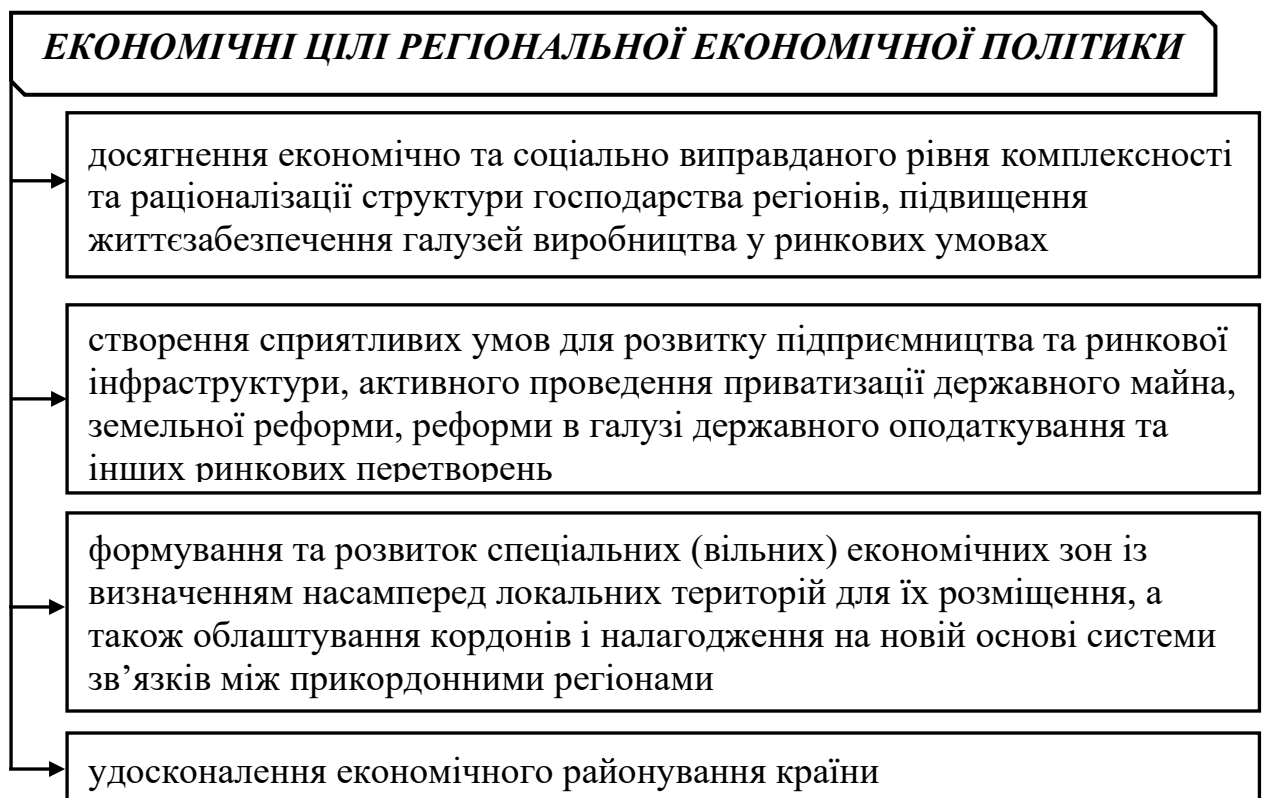 ЕКОНОМІЧНІ ЦІЛІ РЕГІОНАЛЬНОЇ ЕКОНОМІЧНОЇ ПОЛІТИКИ
досягнення економічно та соціально виправданого рівня комплексності
та раціоналізації структури господарства регіонів, підвищення
життєзабезпечення галузей виробництва у ринкових умовах
створення сприятливих умов для розвитку підприємництва та ринкової
інфраструктури, активного проведення приватизації державного майна,
земельної реформи, реформи в галузі державного оподаткування та
інших ринкових перетворень
формування та розвиток спеціальних (вільних) економічних зон із
визначенням насамперед локальних територій для їх розміщення, а
також облаштування кордонів і налагодження на новій основі системи
зв’язків між прикордонними регіонами
удосконалення економічного районування країни